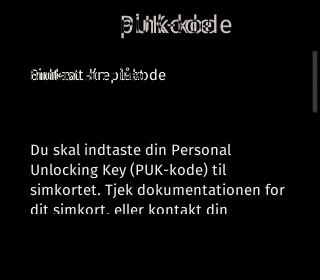 Du skal indtaste din Personal
Unlocking Key (PUK-kode) til
simkortet. Tjek dokumentationen for
dit simkort, eller kontakt din